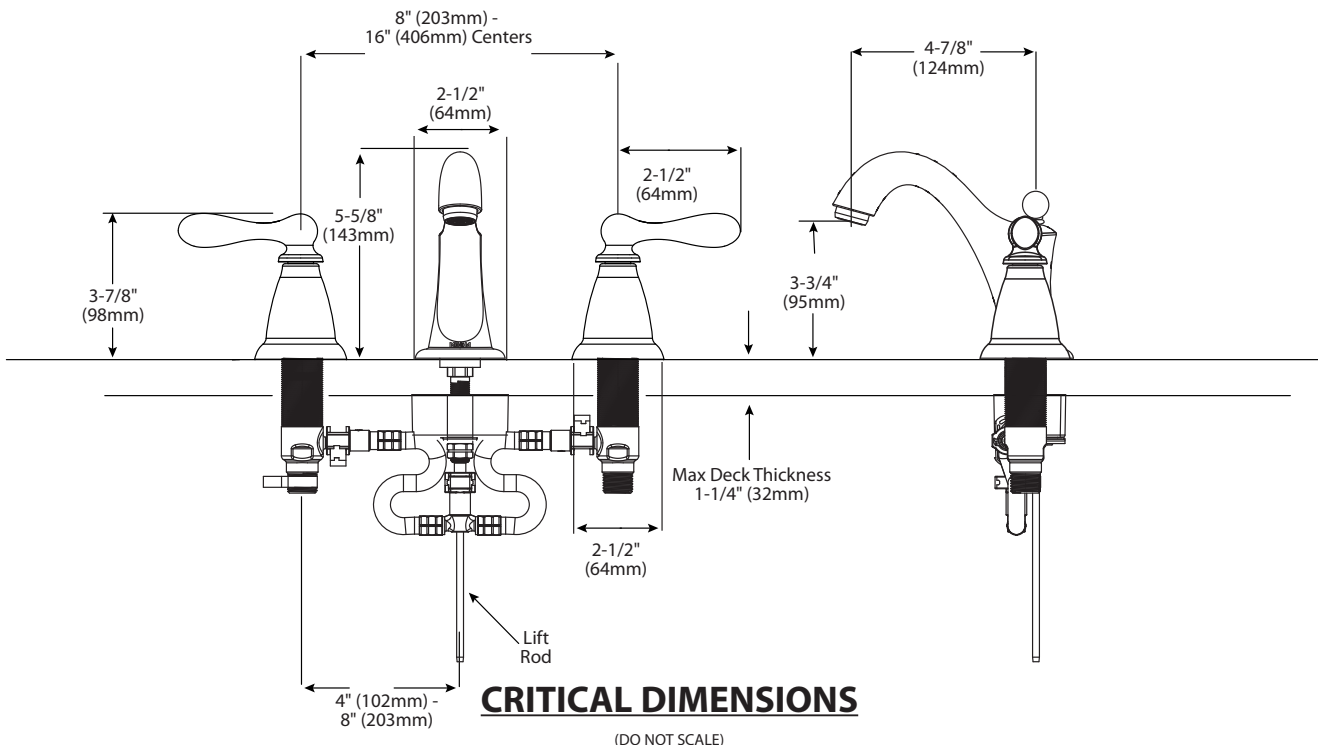 8" (203mm) -
16" (406mm) Centers
4-7/8"
(124mm)
2-1/2"
(64mm)
2-1/2"
(64mm)
5-5/8"
(143mm)
3-7/8"
(98mm)
3-3/4"
(95mm)
Max Deck Thickness
1-1/4" (32mm)
2-1/2"
(64mm)
Lift
Rod
4" (102mm) -
8" (203mm)
CRITICAL DIMENSIONS
(DO NOT SCALE)